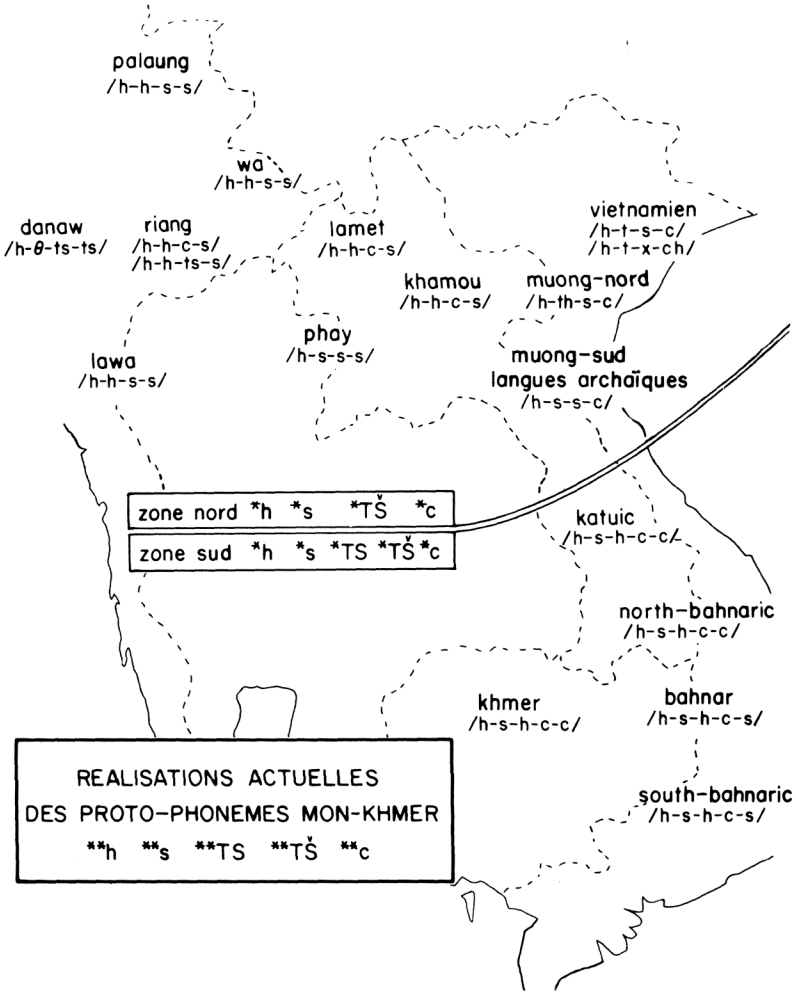 palaung
/h-h-s-s/
wa
/h-h-s-s/
danaw
/h-θ-ts-ts/
riang
/h-h-c-s/
/h-h-ts-s/
lamet
/h-h-c-s/
vietnamien
/h-t-s-c/
/h-t-x-ch/
khamou
/h-h-c-s/
muong-nord
/h-th-s-c/
phay
/h-s-s-s/
lawa
/h-h-s-s/
muong-sud
langues archaïques
/h-s-s-c/
zone nord *h *s *TŠ *c
zone sud *h *s *TS *TŠ *c
katuic
/h-s-h-c-c/
north-bahnaric
/h-s-h-c-c/
khmer
/h-s-h-c-c/
bahnar
/h-s-h-c-s/
south-bahnaric
/h-s-h-c-s/
REALISATIONS ACTUELLES
DES PROTO-PHONEMES MON-KHMER
**h **s **TS **TŠ **c